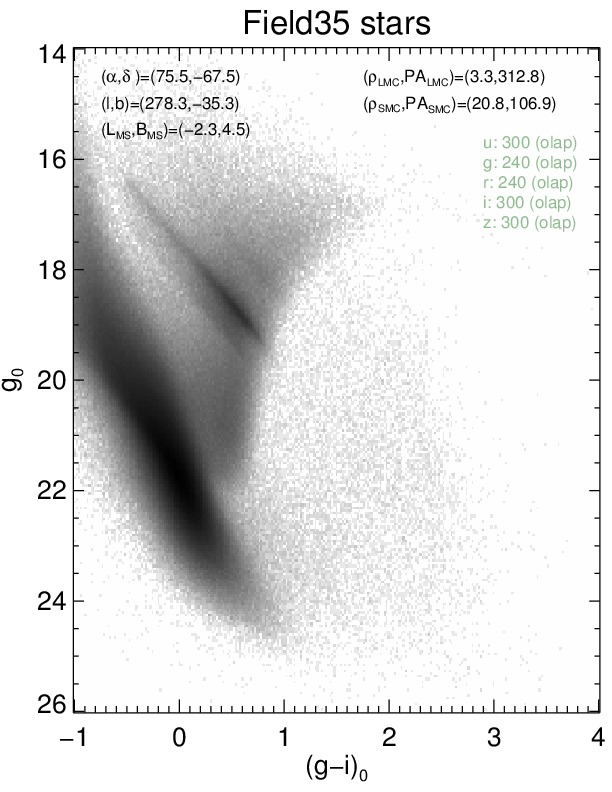 Field35 stars
(α,δ )=(75.5,−67.5)
(ρLMC,PALMC)=(3.3,312.8)
(l,b)=(278.3,−35.3)
(ρSMC,PASMC)=(20.8,106.9)
(LMS,BMS)=(−2.3,4.5)
u: 300 (olap)
g: 240 (olap)
r: 240 (olap)
i: 300 (olap)
z: 300 (olap)
14
16
18
20
22
24
26
g0
−1 0 1 2 3 4
(g−i)0